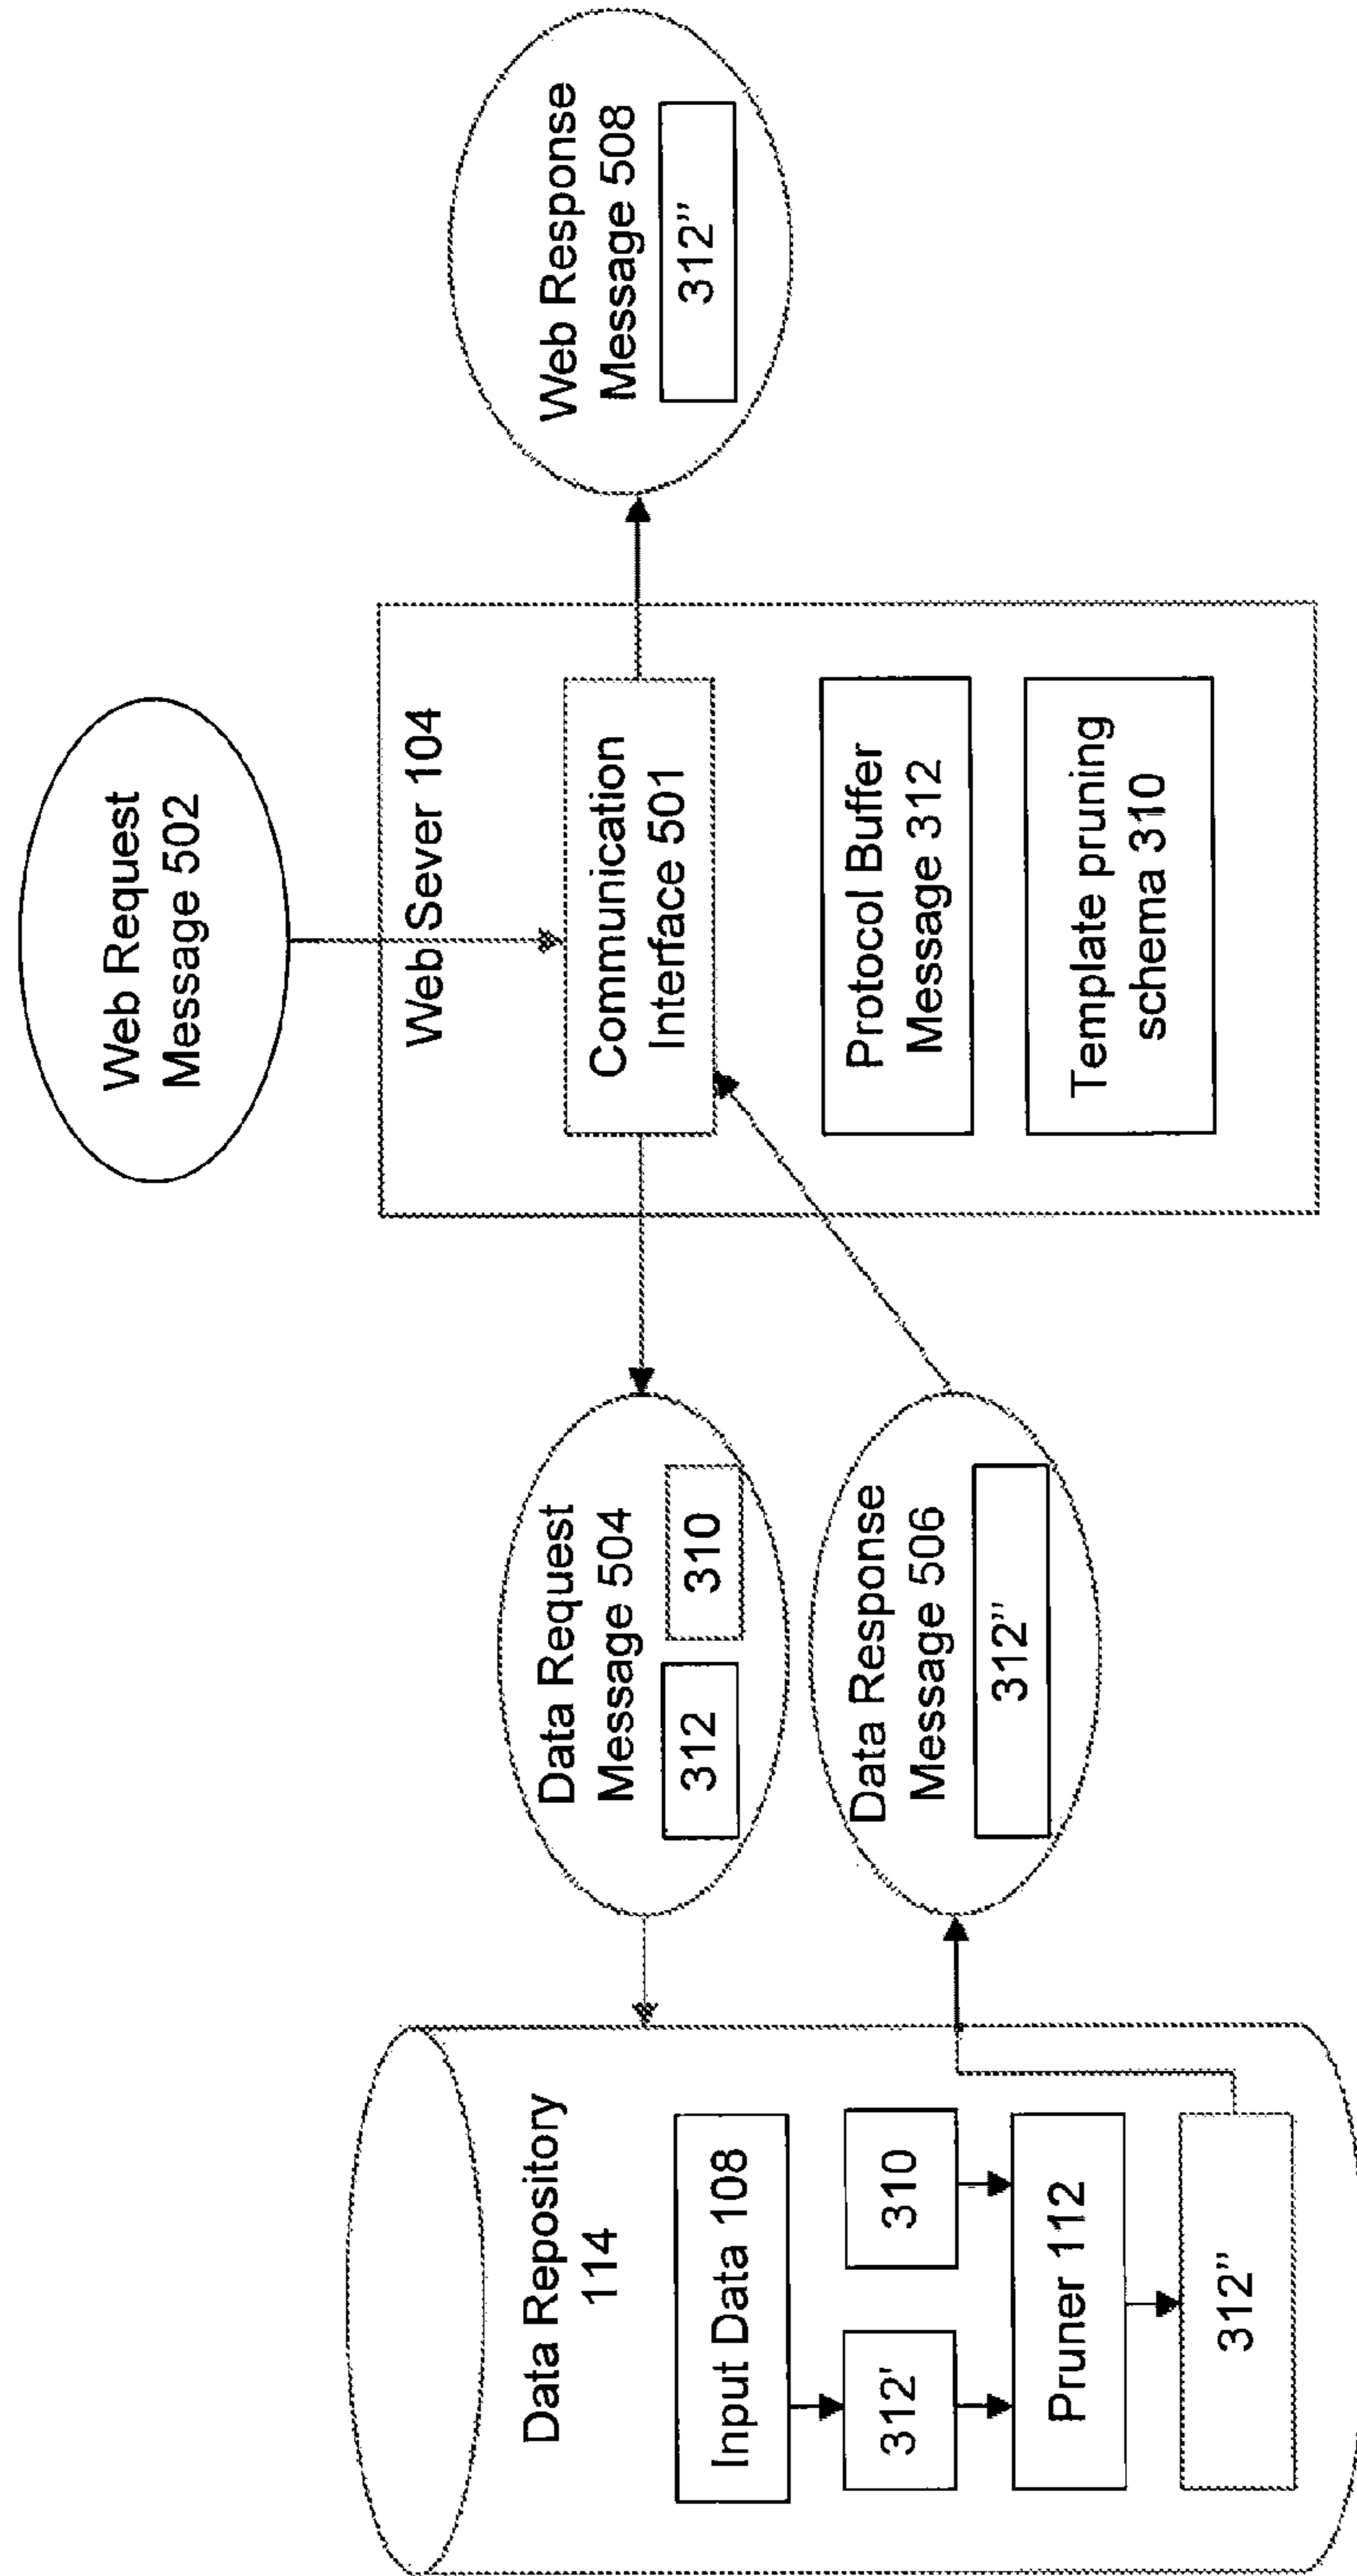 Web Request
Message 502
Web Sever 104
Communication
Interface 501
Protocol Buffer
Message 312
Template pruning
schema 310
Web Response
Message 508
312”
Data Request
Message 504
312
310
Data Response
Message 506
312”
Data Repository
114
Input Data 108
312'
310
Pruner 112
312”